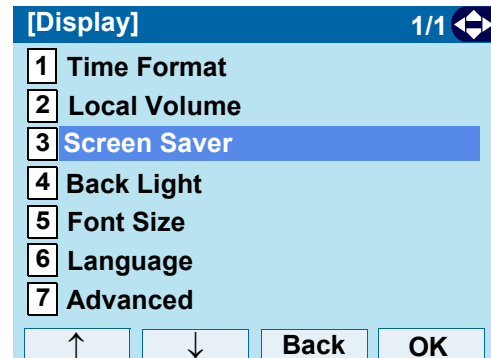 [Display] 1/1
1 Time Format
2 Local Volume
3 Screen Saver
4 Back Light
5 Font Size
6 Language
7 Advanced
↑ ↓ Back OK